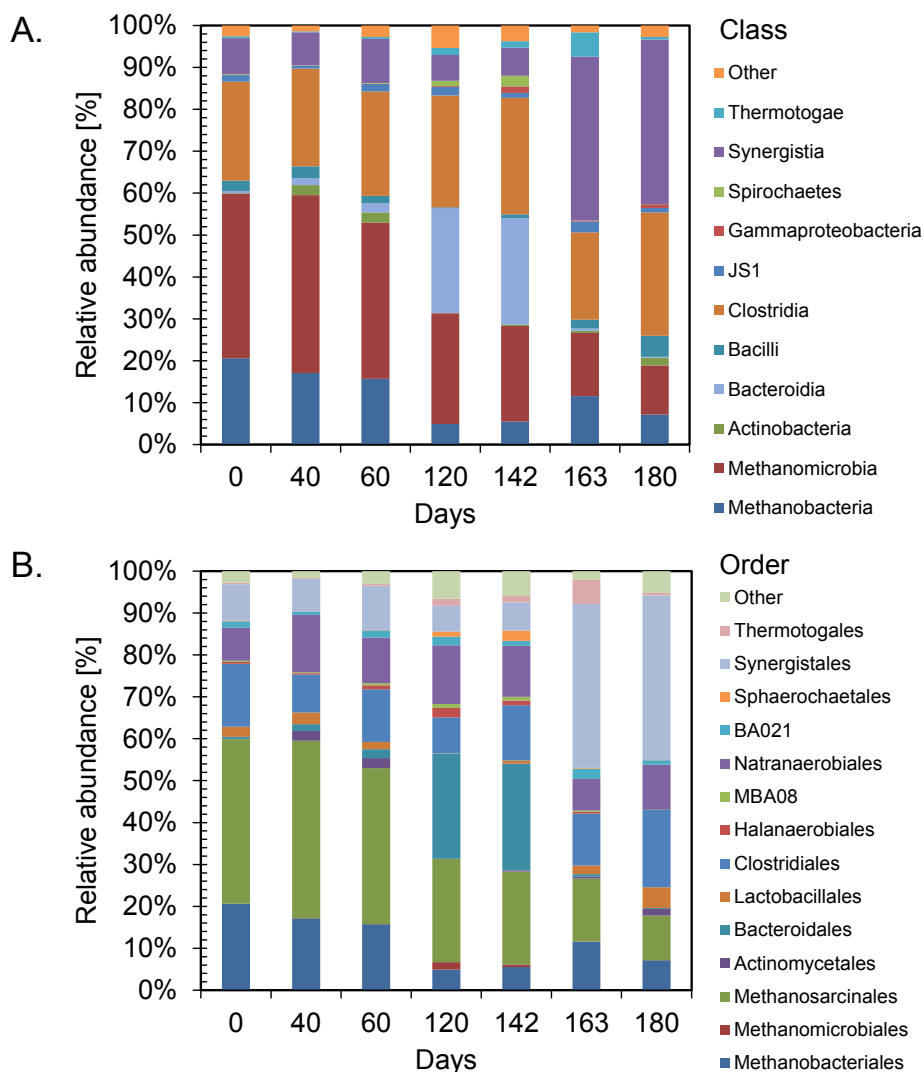 A.
Relative abundance [%]
100%
90%
80%
70%
60%
50%
40%
30%
20%
10%
0%
0 40 60 120 142 163 180
Days
Class
Other
Thermotogae
Synergistia
Spirochaetes
Gammaproteobacteria
JS1
Clostridia
Bacilli
Bacteroidia
Actinobacteria
Methanomicrobia
Methanobacteria
B.
Relative abundance [%]
100%
90%
80%
70%
60%
50%
40%
30%
20%
10%
0%
0 40 60 120 142 163 180
Days
Order
Other
Thermotogales
Synergistales
Sphaerochaetales
BA021
Natranaerobiales
MBA08
Halanaerobiales
Clostridiales
Lactobacillales
Bacteroidales
Actinomycetales
Methanosarcinales
Methanomicrobiales
Methanobacteriales